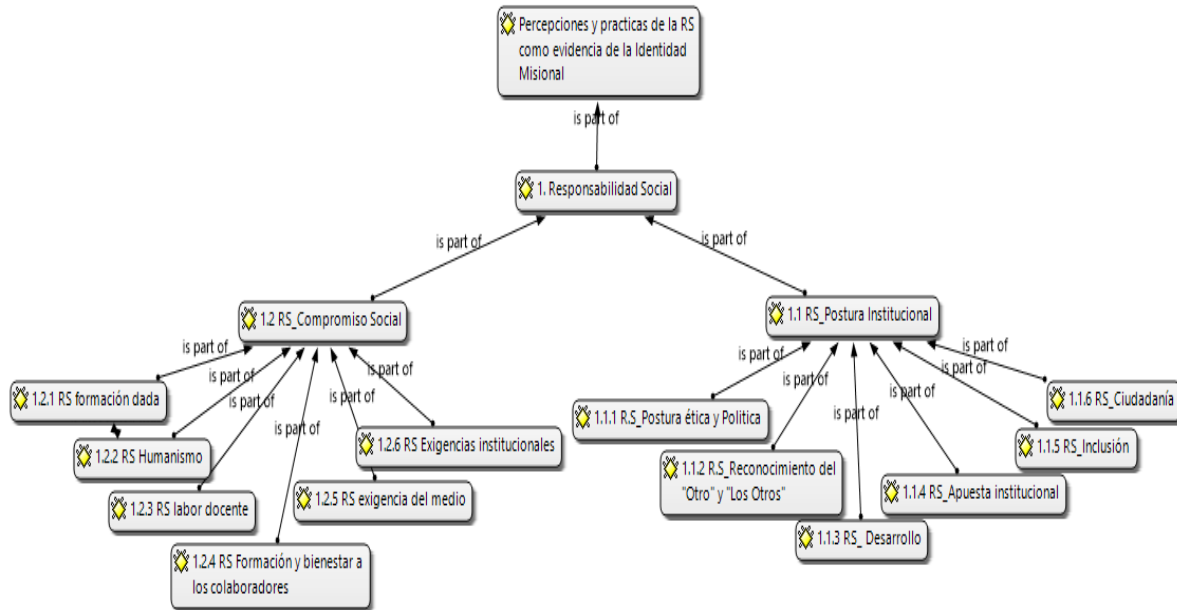 Percepciones y practicas de la RS
como evidencia de la Identidad
Misional
is part of
1. Responsabilidad Social
is part of
is part of
1.2 RS_Compromiso Social
1.1 RS_Postura Institucional
is part of
is part of
is part of
is part of
is part of
is part of
is part of
is part of
is part of
is part of
is part of
is part of
1.2.1 RS formación dada
1.2.2 RS Humanismo
1.2.3 RS labor docente
1.2.4 RS Formación y bienestar a
los colaboradores
1.2.5 RS exigencia del medio
1.2.6 RS Exigencias institucionales
1.1.1 R.S_Postura ética y Politica
1.1.2 R.S_Reconocimiento del
"Otro" y "Los Otros"
1.1.3 RS_ Desarrollo
1.1.4 RS_Apuesta institucional
1.1.5 RS_Inclusión
1.1.6 RS_Ciudadanía